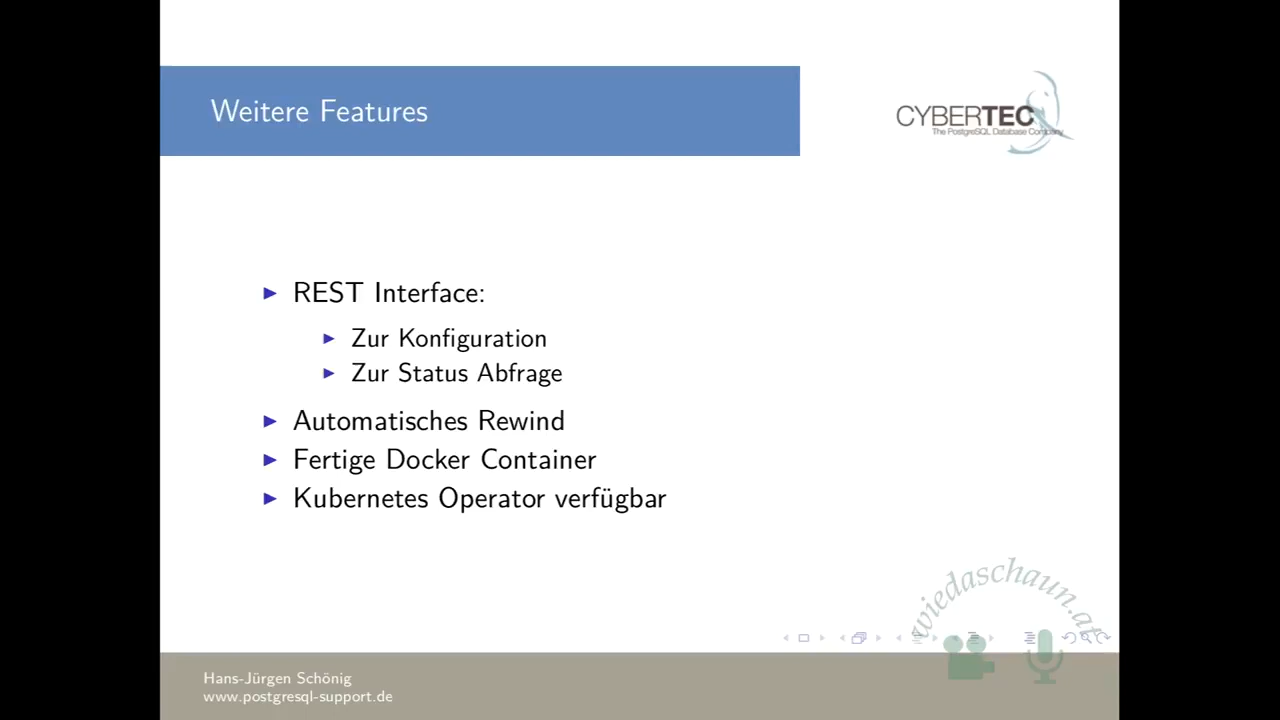 Weitere Features
CYBERTEC
The PostgreSQL Database Company
REST Interface:
Zur Konfiguration
Zur Status Abfrage
Automatisches Rewind
Fertige Docker Container
Kubernetes Operator verfügbar
wiedaschaun.at
Hans-Jürgen Schönig
www.postgresql-support.de